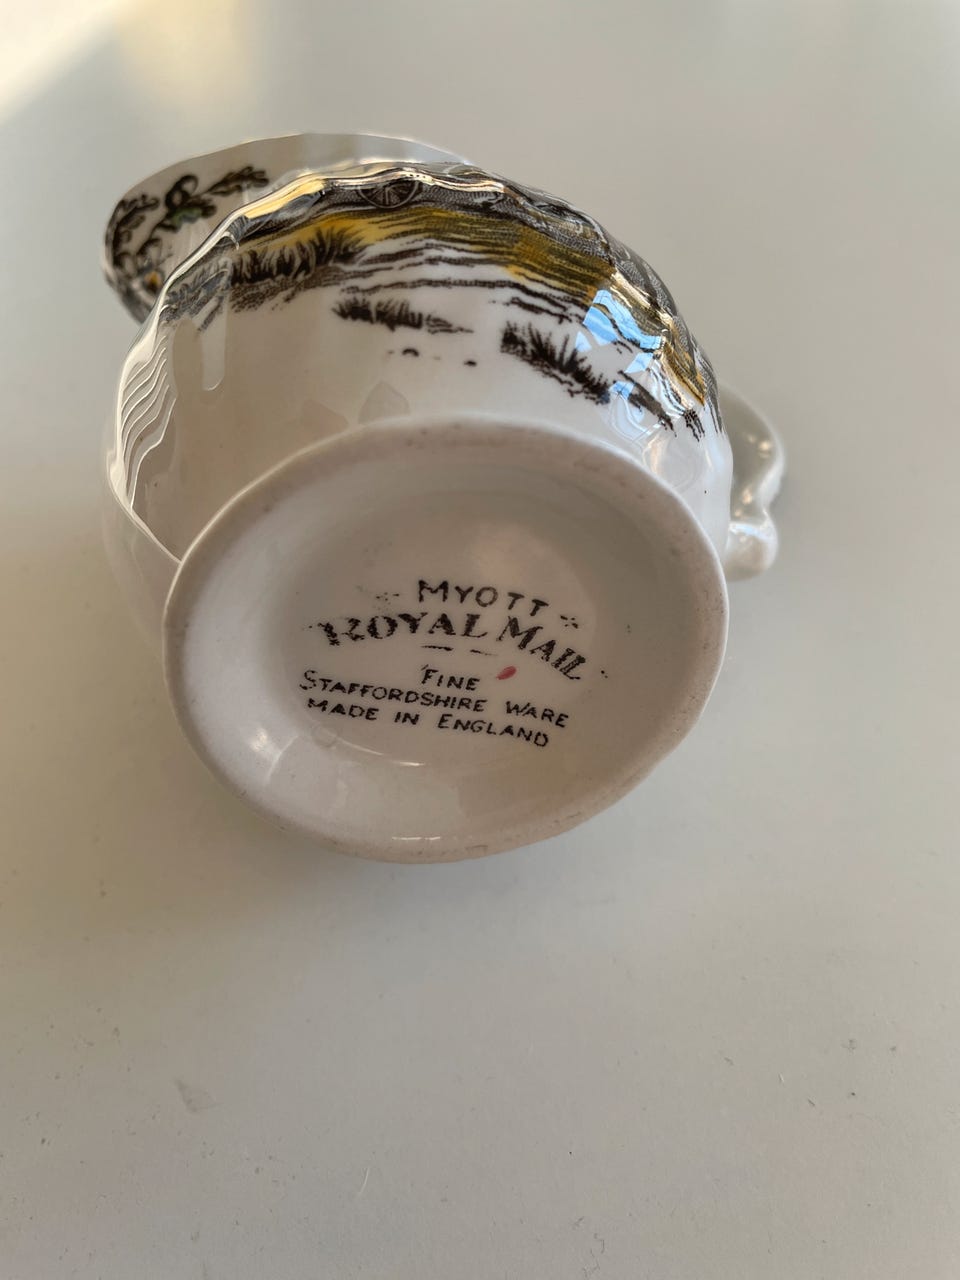 MYOTT
ROYAL MAIL
FINE
STAFFORDSHIRE WARE
MADE IN ENGLAND